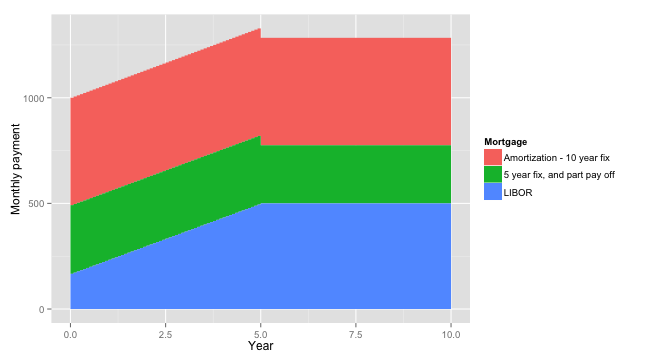 1000
500
0
Monthly payment
0.0 2.5 5.0 7.5 10.0
Year
Mortgage
Amortization - 10 year fix
5 year fix, and part pay off
LIBOR